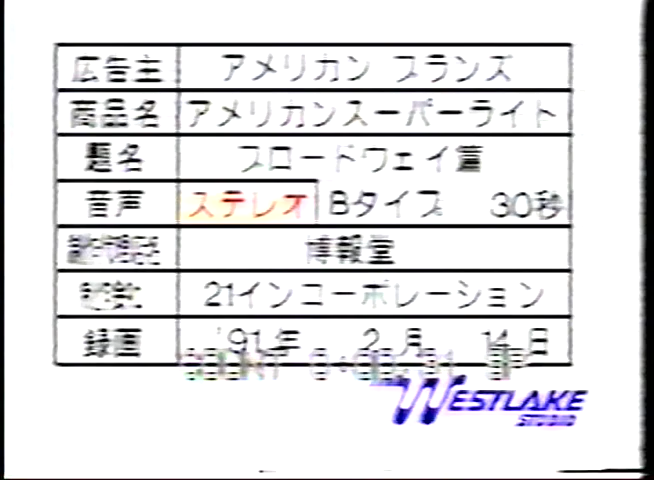 広告主 アメリカン ブランズ
商品名 アメリカンスーパーライト
題名 ブロードウェイ篇
音声 ステレオ Bタイプ 30秒
博報堂
21インコーポレーション
録画 '91年 2月 14日
WESTLAKE
STUDIO